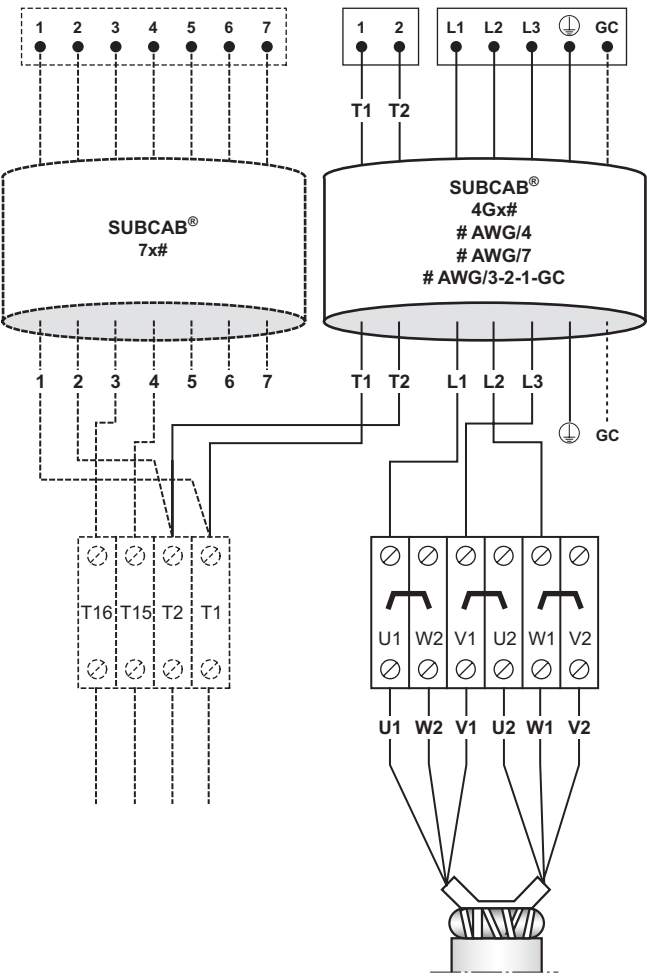 1 2 3 4 5 6 7 1 2 L1 L2 L3 ⏚ GC
T1 T2
SUBCAB®
7x#
SUBCAB®
4Gx#
# AWG/4
# AWG/7
# AWG/3-2-1-GC
1 2 3 4 5 6 7 T1 T2 L1 L2 L3
⏚ GC
T16 T15 T2 T1
U1 W2 V1 U2 W1 V2
U1 W2 V1 U2 W1 V2